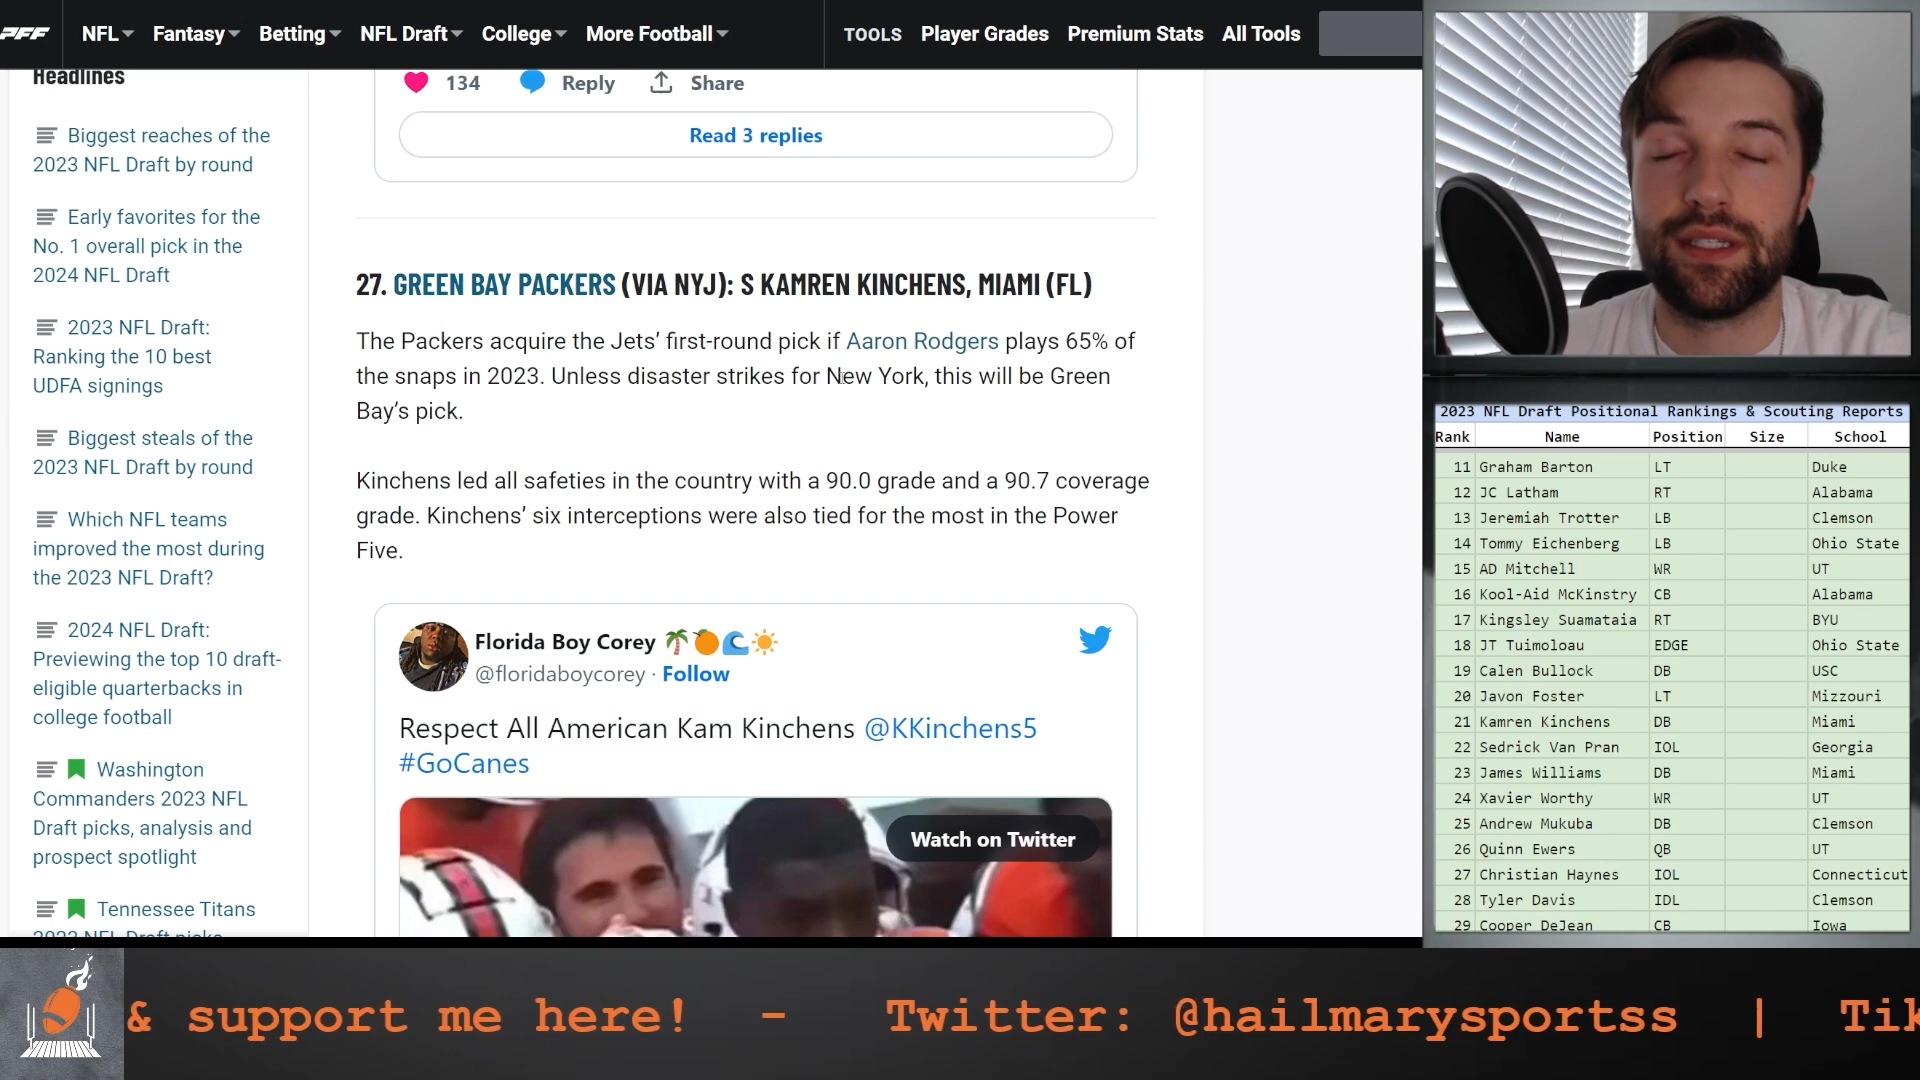 PFF NFL Fantasy Betting NFL Draft College More Football TOOLS Player Grades Premium Stats All Tools
Headlines
Biggest reaches of the
2023 NFL Draft by round
Early favorites for the
No. 1 overall pick in the
2024 NFL Draft
2023 NFL Draft:
Ranking the 10 best
UDFA signings
Biggest steals of the
2023 NFL Draft by round
Which NFL teams
improved the most during
the 2023 NFL Draft?
2024 NFL Draft:
Previewing the top 10 draft-
eligible quarterbacks in
college football
Washington
Commanders 2023 NFL
Draft picks, analysis and
prospect spotlight
Tennessee Titans
2023 NFL Draft picks
134 Reply Share
Read 3 replies
27. GREEN BAY PACKERS (VIA NYJ): S KAMREN KINCHENS, MIAMI (FL)
The Packers acquire the Jets’ first-round pick if Aaron Rodgers plays 65% of
the snaps in 2023. Unless disaster strikes for New York, this will be Green
Bay’s pick.
Kinchens led all safeties in the country with a 90.0 grade and a 90.7 coverage
grade. Kinchens’ six interceptions were also tied for the most in the Power
Five.
Florida Boy Corey 🌴🍊🌊☀️
@floridaboycorey · Follow
Respect All American Kam Kinchens @KKinchens5
#GoCanes
Watch on Twitter
2023 NFL Draft Positional Rankings & Scouting Reports
Rank Name Position Size School
11 Graham Barton LT Duke
12 JC Latham RT Alabama
13 Jeremiah Trotter LB Clemson
14 Tommy Eichenberg LB Ohio State
15 AD Mitchell WR UT
16 Kool-Aid McKinstry CB Alabama
17 Kingsley Suamataia RT BYU
18 JT Tuimoloau EDGE Ohio State
19 Calen Bullock DB USC
20 Javon Foster LT Mizzouri
21 Kamren Kinchens DB Miami
22 Sedrick Van Pran IOL Georgia
23 James Williams DB Miami
24 Xavier Worthy WR UT
25 Andrew Mukuba DB Clemson
26 Quinn Ewers QB UT
27 Christian Haynes IOL Connecticut
28 Tyler Davis IDL Clemson
29 Cooper DeJean CB Iowa
& support me here! - Twitter: @hailmarysportss | Tik